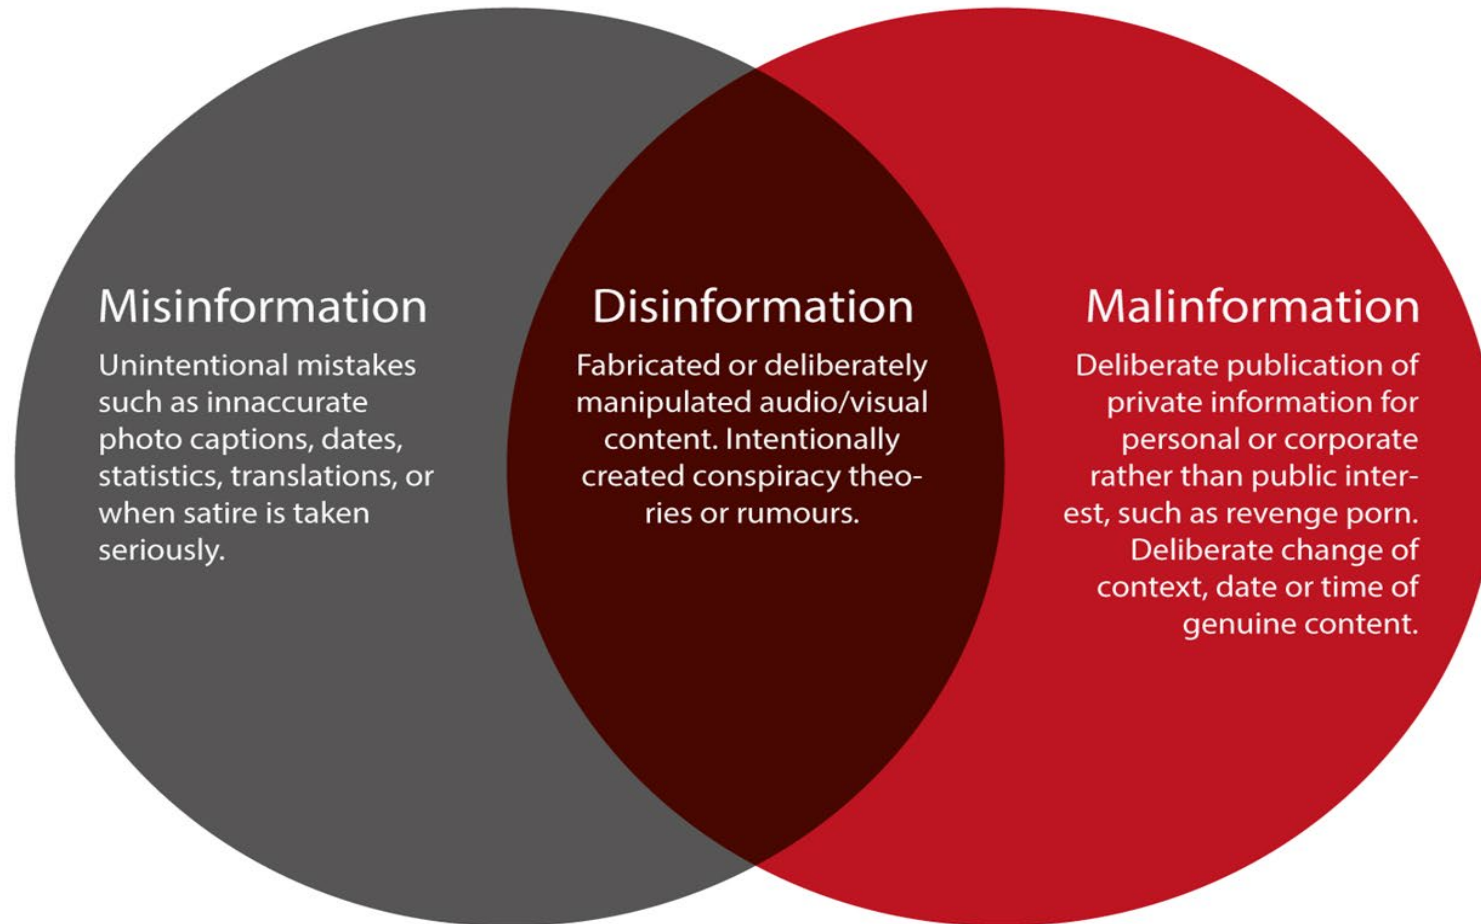 Misinformation
Unintentional mistakes
such as innaccurate
photo captions, dates,
statistics, translations, or
when satire is taken
seriously.
Disinformation
Fabricated or deliberately
manipulated audio/visual
content. Intentionally
created conspiracy theo-
ries or rumours.
Malinformation
Deliberate publication of
private information for
personal or corporate
rather than public inter-
est, such as revenge porn.
Deliberate change of
context, date or time of
genuine content.